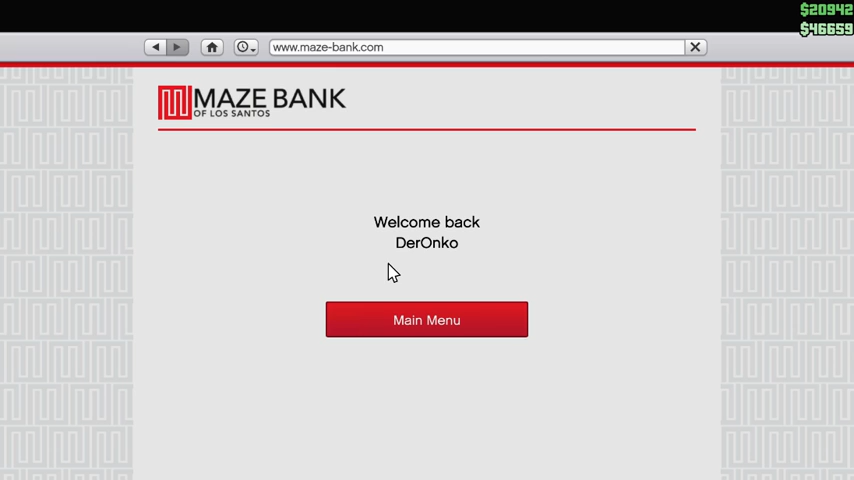 $20942
$46659
www.maze-bank.com
MAZE BANK
OF LOS SANTOS
Welcome back
DerOnko
Main Menu